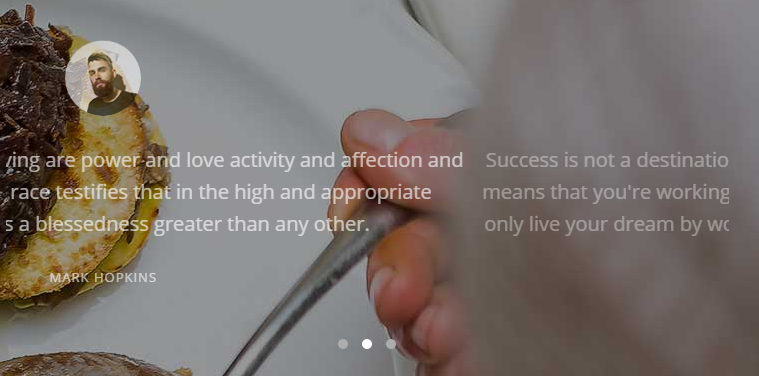 ing are power and love activity and affection and
race testifies that in the high and appropriate
s a blessedness greater than any other.
MARK HOPKINS
Success is not a destinatio
means that you're working
only live your dream by wo